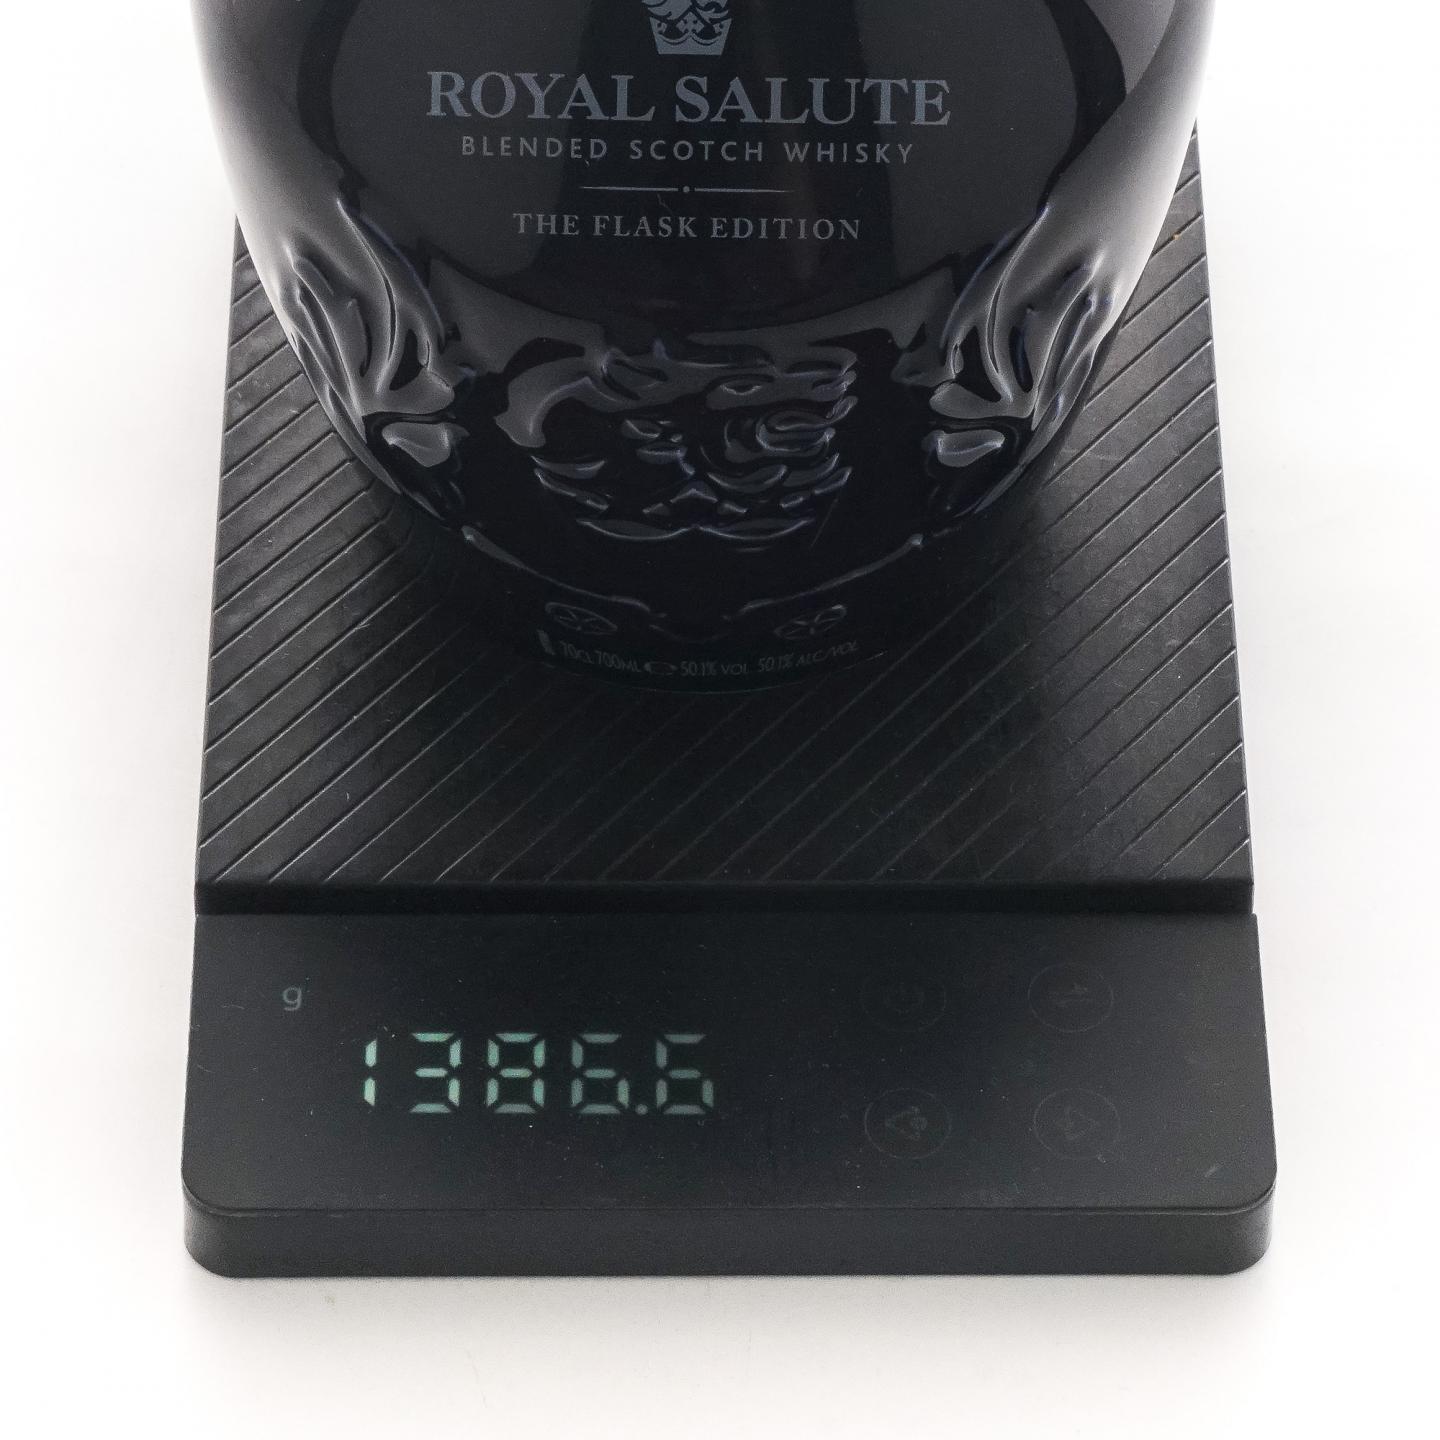 ROYAL SALUTE
BLENDED SCOTCH WHISKY
THE FLASK EDITION
70CL 700ML 50.1% VOL 50.1% ALC/VOL
g
1386.6